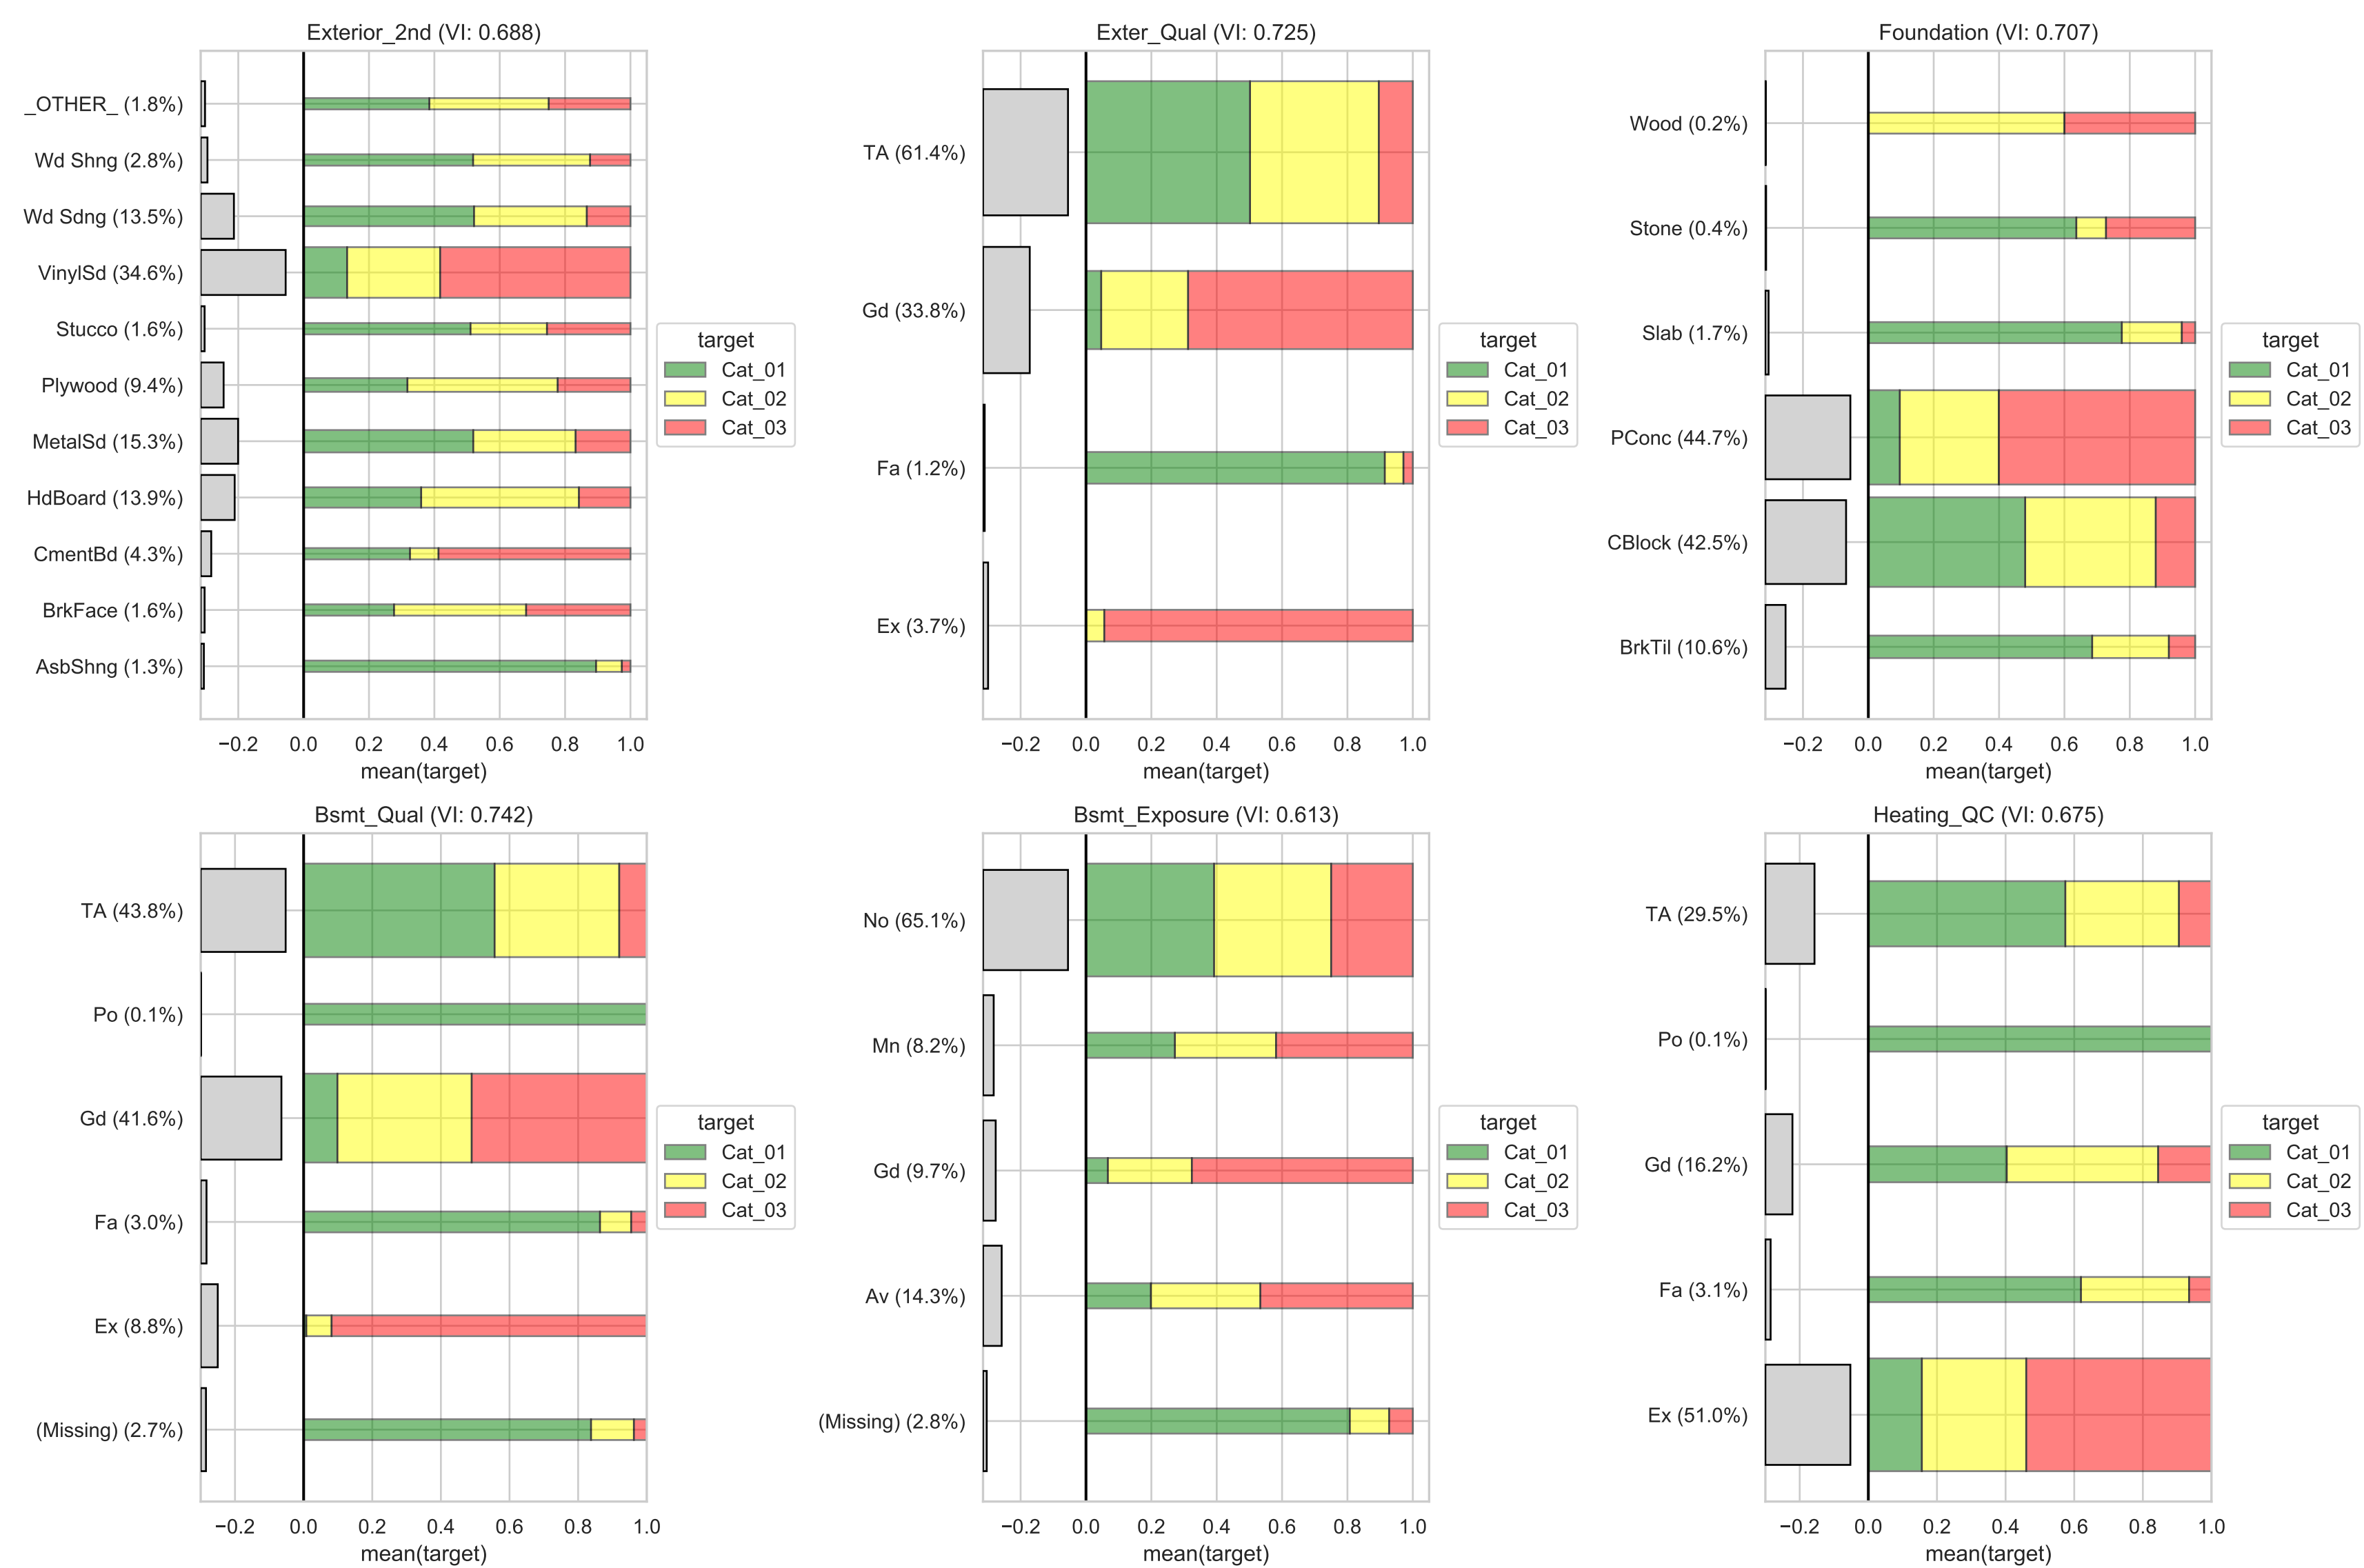 Exterior_2nd (VI: 0.688)
_OTHER_ (1.8%)
Wd Shng (2.8%)
Wd Sdng (13.5%)
VinylSd (34.6%)
Stucco (1.6%)
Plywood (9.4%)
MetalSd (15.3%)
HdBoard (13.9%)
CmentBd (4.3%)
BrkFace (1.6%)
AsbShng (1.3%)
−0.2 0.0 0.2 0.4 0.6 0.8 1.0
mean(target)
target
Cat_01
Cat_02
Cat_03
Exter_Qual (VI: 0.725)
TA (61.4%)
Gd (33.8%)
Fa (1.2%)
Ex (3.7%)
−0.2 0.0 0.2 0.4 0.6 0.8 1.0
mean(target)
target
Cat_01
Cat_02
Cat_03
Foundation (VI: 0.707)
Wood (0.2%)
Stone (0.4%)
Slab (1.7%)
PConc (44.7%)
CBlock (42.5%)
BrkTil (10.6%)
−0.2 0.0 0.2 0.4 0.6 0.8 1.0
mean(target)
target
Cat_01
Cat_02
Cat_03
Bsmt_Qual (VI: 0.742)
TA (43.8%)
Po (0.1%)
Gd (41.6%)
Fa (3.0%)
Ex (8.8%)
(Missing) (2.7%)
−0.2 0.0 0.2 0.4 0.6 0.8 1.0
mean(target)
target
Cat_01
Cat_02
Cat_03
Bsmt_Exposure (VI: 0.613)
No (65.1%)
Mn (8.2%)
Gd (9.7%)
Av (14.3%)
(Missing) (2.8%)
−0.2 0.0 0.2 0.4 0.6 0.8 1.0
mean(target)
target
Cat_01
Cat_02
Cat_03
Heating_QC (VI: 0.675)
TA (29.5%)
Po (0.1%)
Gd (16.2%)
Fa (3.1%)
Ex (51.0%)
−0.2 0.0 0.2 0.4 0.6 0.8 1.0
mean(target)
target
Cat_01
Cat_02
Cat_03